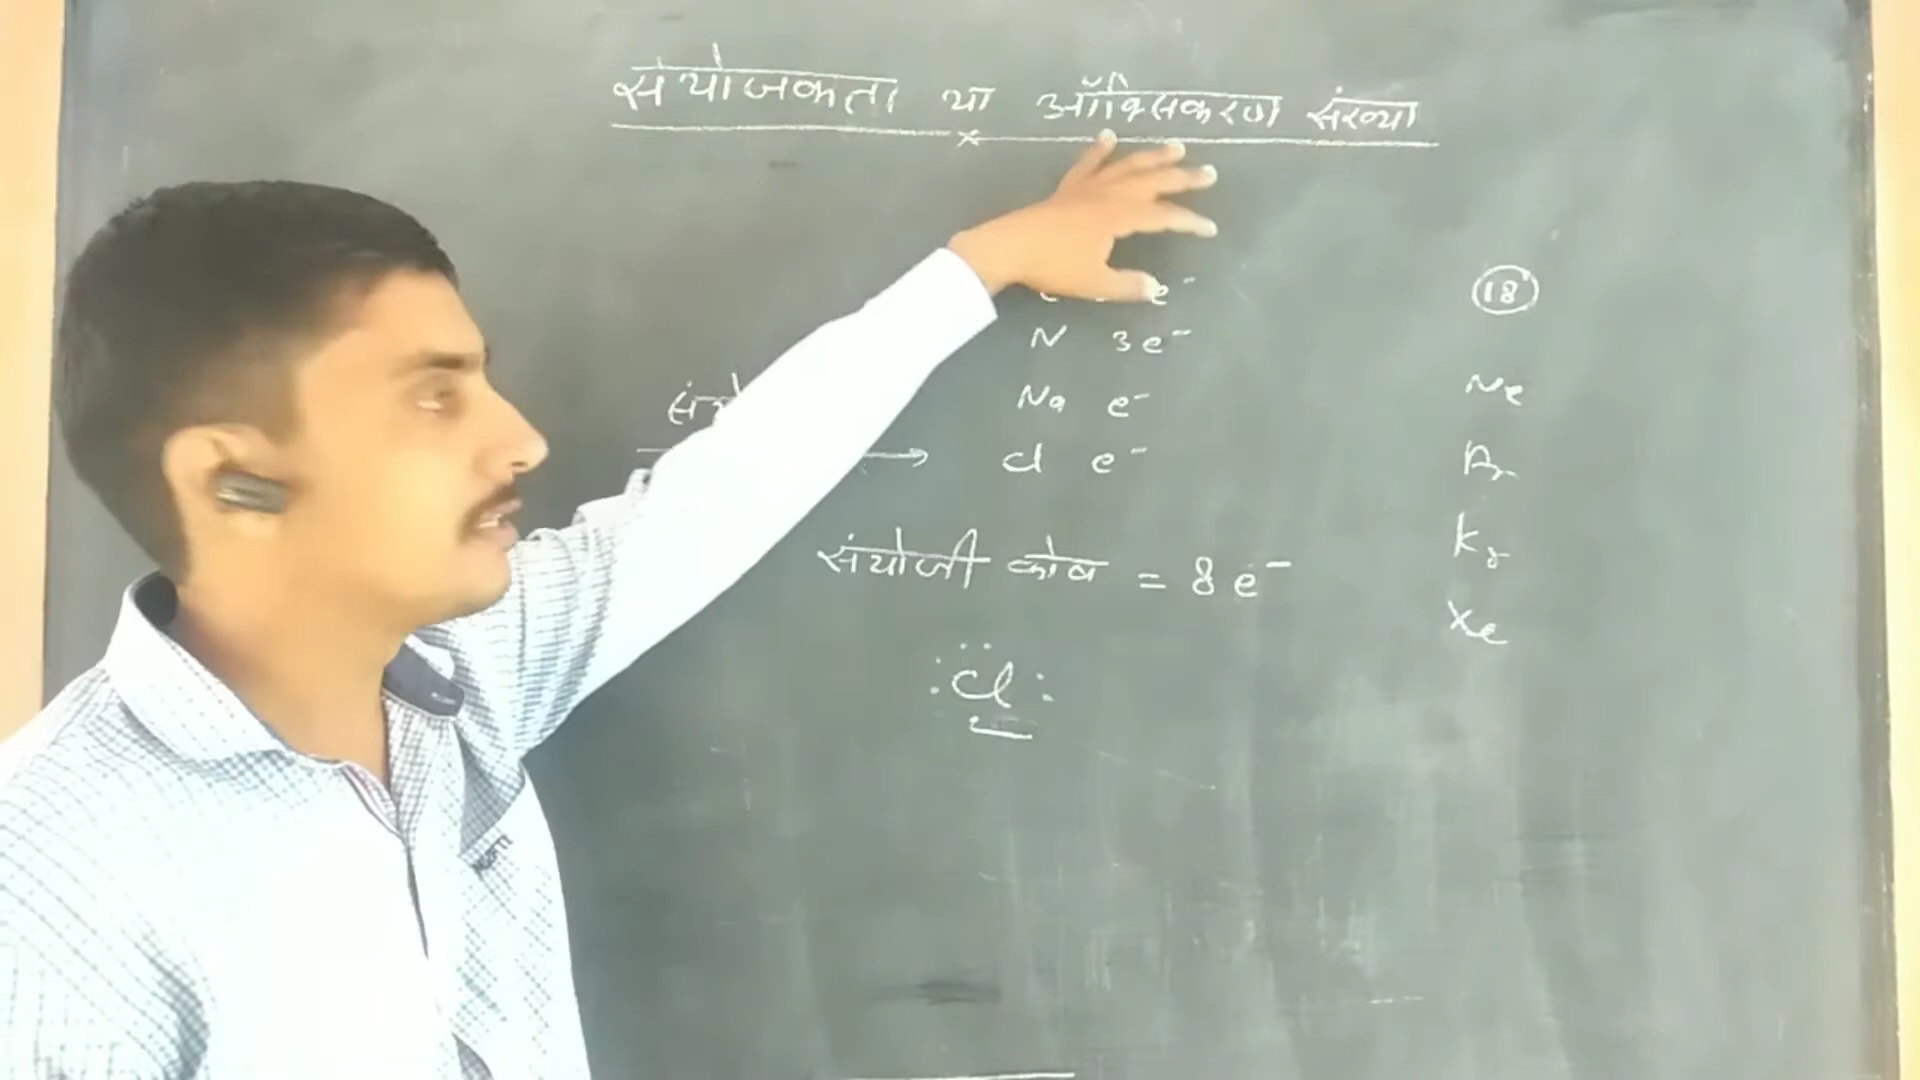 संयोजकता या ऑक्सिकरण संख्या
18
e⁻
N 3e⁻
Na e⁻
Cl e⁻
Ne
Ar
Kr
Xe
संयोजी कोश = 8e⁻
Cl